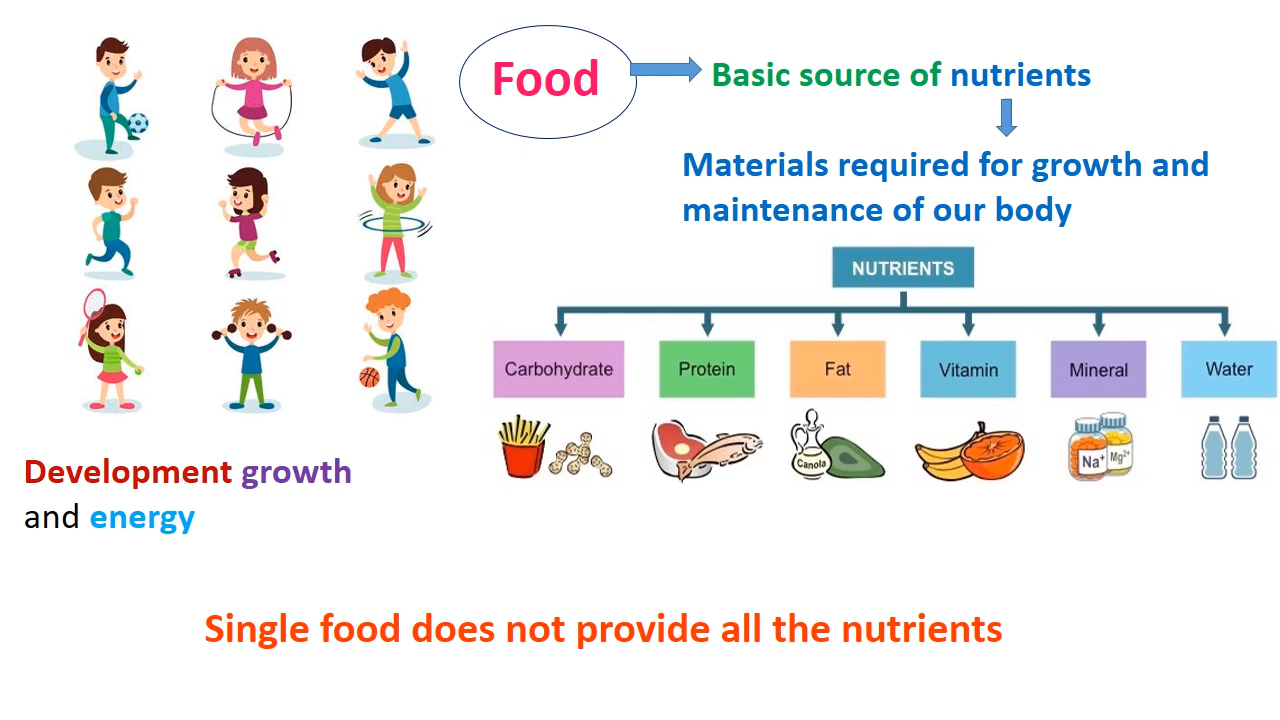 Food
Basic source of nutrients
Materials required for growth and
maintenance of our body
NUTRIENTS
Carbohydrate
Protein
Fat
Vitamin
Mineral
Water
Canola
Na+
Mg2+
Development growth
and energy
Single food does not provide all the nutrients